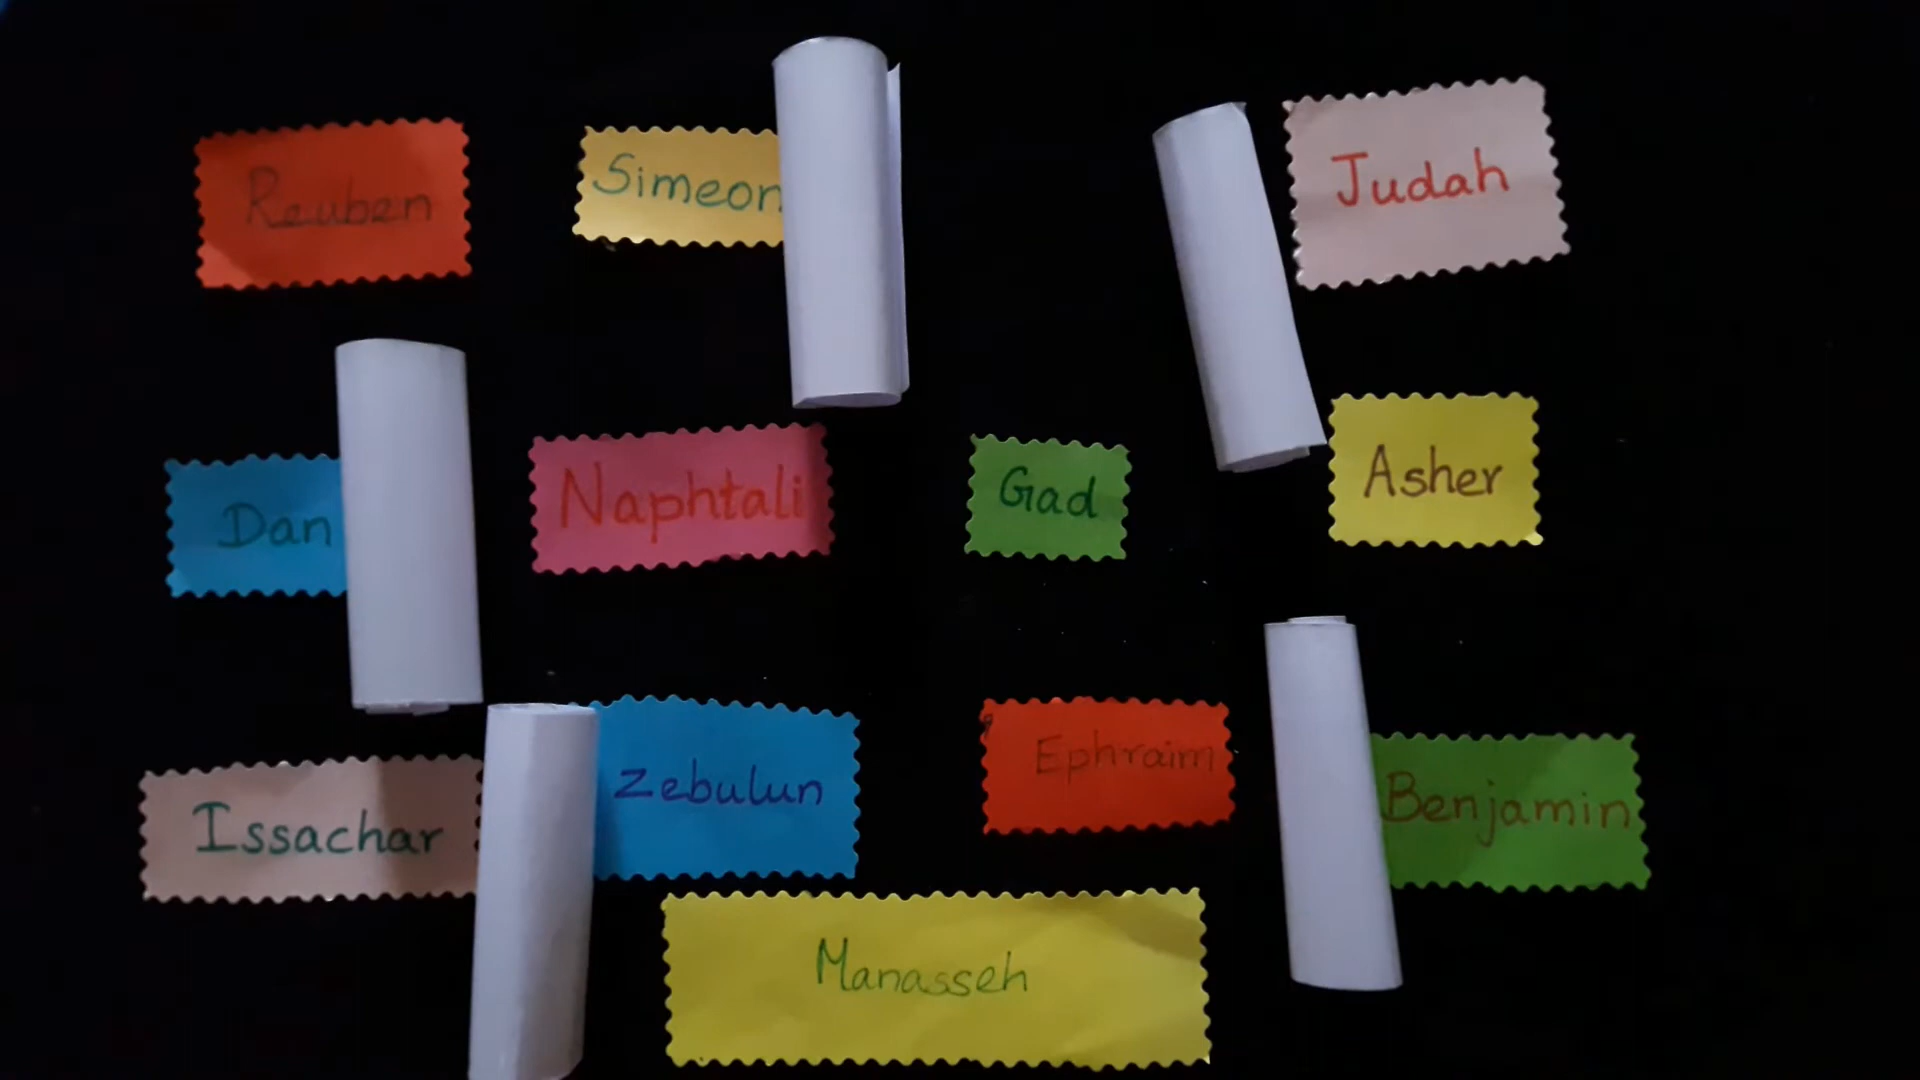 Reuben
Simeon
Judah
Dan
Naphtali
Gad
Asher
Issachar
Zebulun
Ephraim
Benjamin
Manasseh